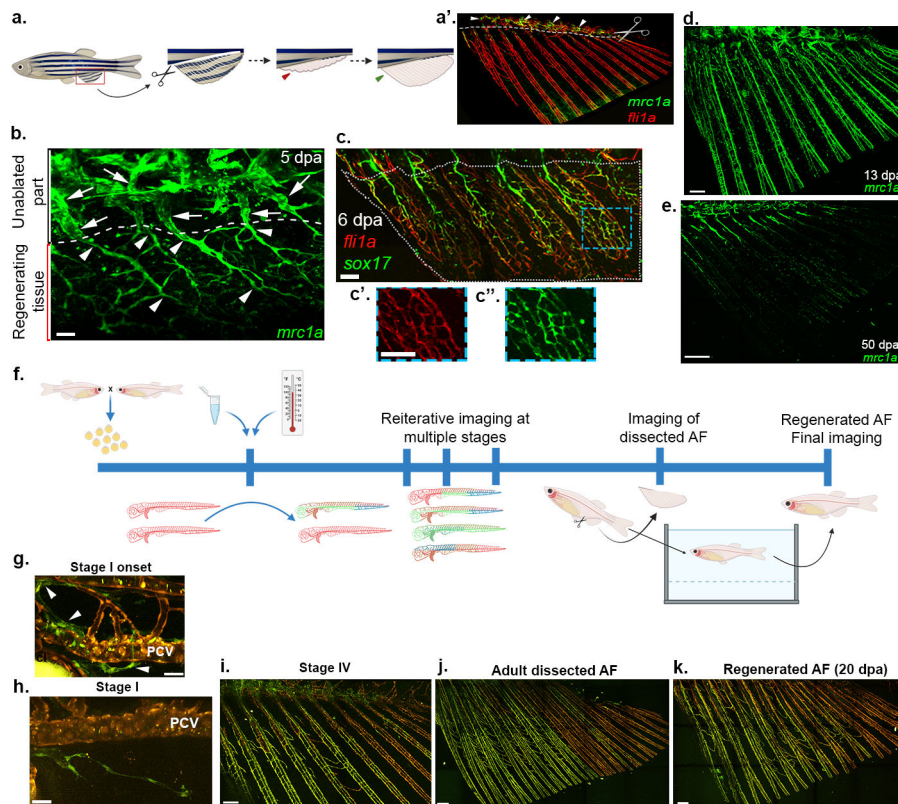 a.
a'.
mrc1a
fli1a
d.
13 dpa
mrc1a
b.
5 dpa
Unablated
part
Regenerating
tissue
mrc1a
c.
6 dpa
fli1a
sox17
c'.
c''.
e.
50 dpa
mrc1a
f.
x
°F
°C
Reiterative imaging at
multiple stages
Imaging of
dissected AF
Regenerated AF
Final imaging
g.
Stage I onset
PCV
h.
Stage I
PCV
i.
Stage IV
j.
Adult dissected AF
k.
Regenerated AF (20 dpa)